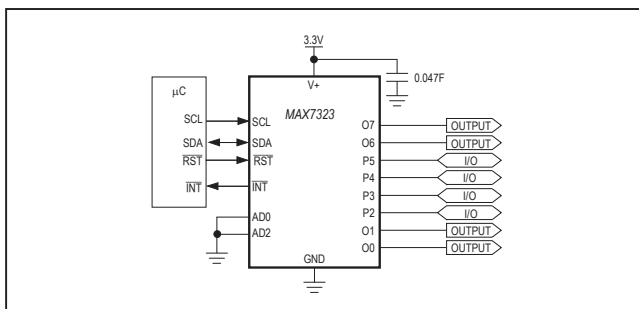 3.3V
0.047F
V+
μC
MAX7323
SCL
SCL
O7
OUTPUT
SDA
SDA
O6
OUTPUT
RST
RST
P5
I/O
INT
INT
P4
I/O
P3
I/O
AD0
P2
I/O
AD2
O1
OUTPUT
O0
OUTPUT
GND